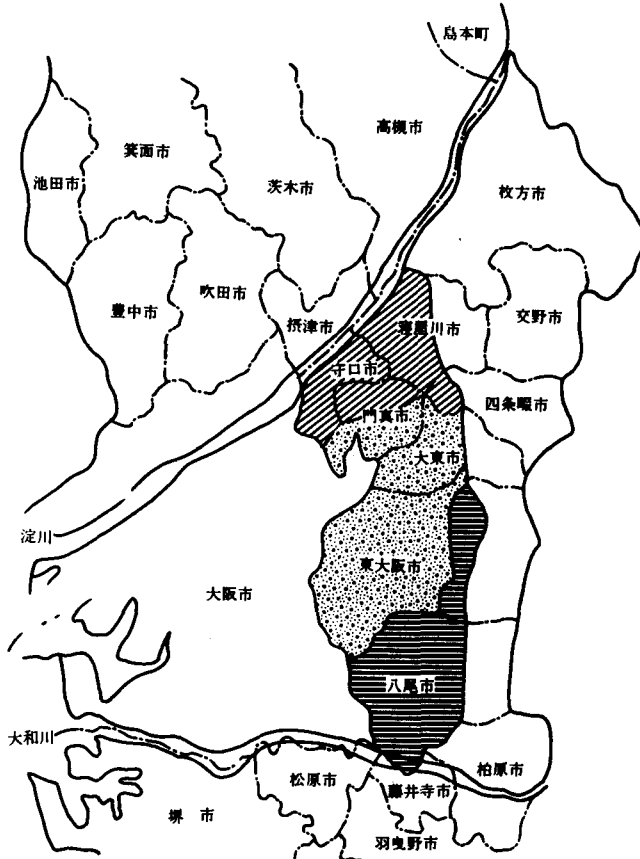 島本町
高槻市
箕面市
池田市
茨木市
枚方市
吹田市
豊中市
摂津市
寝屋川市
交野市
守口市
四条畷市
門真市
大東市
淀川
東大阪市
大阪市
八尾市
大和川
柏原市
松原市
藤井寺市
堺 市
羽曳野市